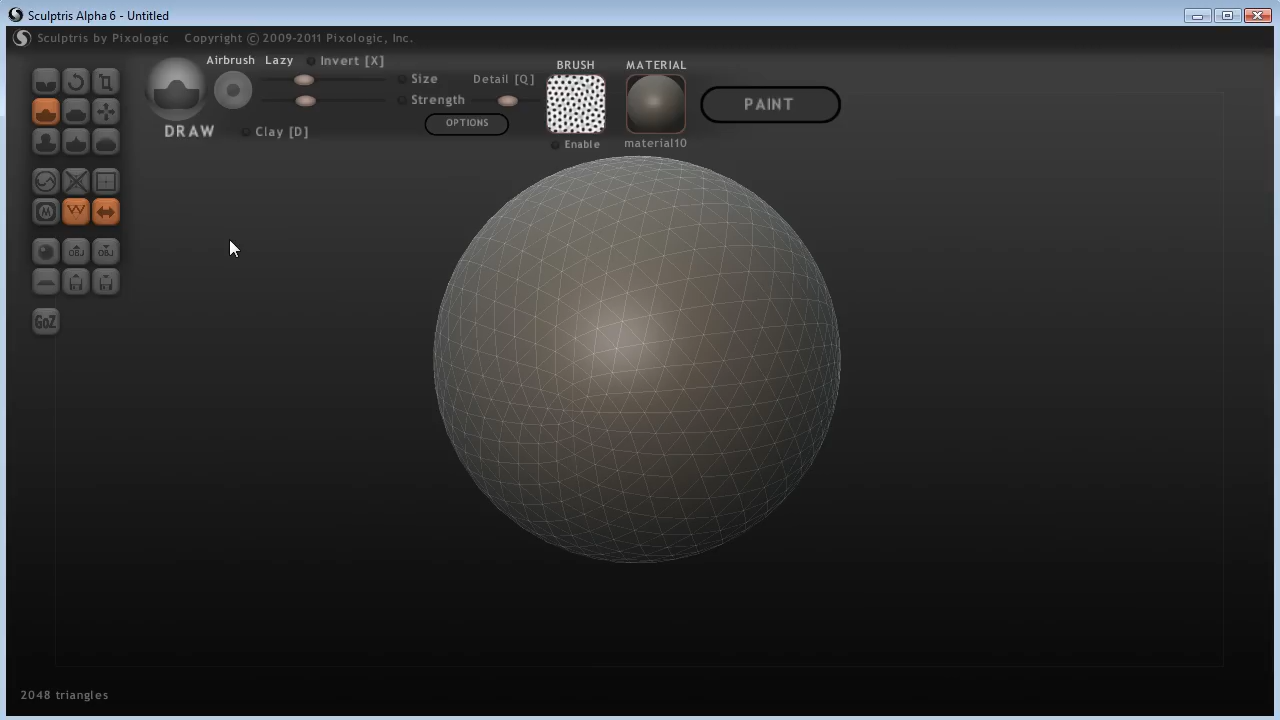 Sculptris Alpha 6 - Untitled
Sculptris by Pixologic Copyright © 2009-2011 Pixologic, Inc.
Airbrush Lazy Invert [X]
Size Detail [Q]
Strength
OPTIONS
DRAW Clay [D]
BRUSH
Enable
MATERIAL
material10
PAINT
M
OBJ OBJ
GoZ
2048 triangles